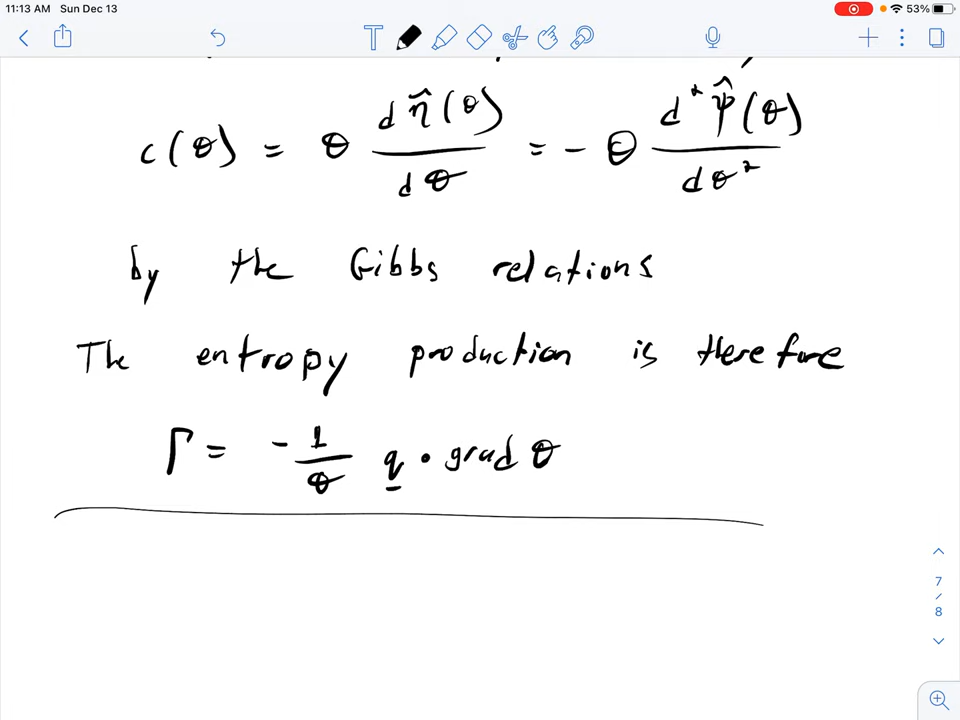 11:13 AM Sun Dec 13 53%
c(θ) = θ dη̂(θ)/dθ = -θ d²ψ̂(θ)/dθ²
by the Gibbs relations
The entropy production is therefore
Γ = -1/θ q · grad θ
7
/
8